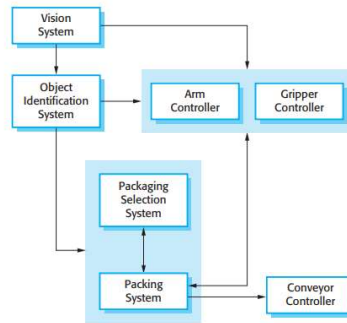 Vision
System
Object
Identification
System
Arm
Controller
Gripper
Controller
Packaging
Selection
System
Packing
System
Conveyor
Controller